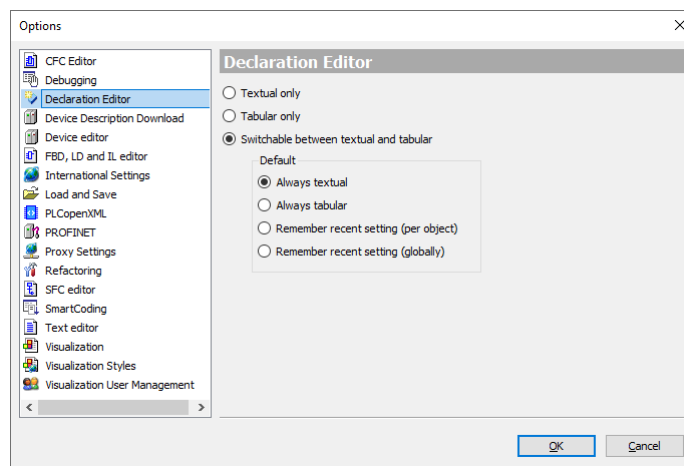 Options
CFC Editor
Debugging
Declaration Editor
Device Description Download
Device editor
FBD, LD and IL editor
International Settings
Load and Save
PLCopenXML
PROFINET
Proxy Settings
Refactoring
SFC editor
SmartCoding
Text editor
Visualization
Visualization Styles
Visualization User Management
Declaration Editor
Textual only
Tabular only
Switchable between textual and tabular
Default
Always textual
Always tabular
Remember recent setting (per object)
Remember recent setting (globally)
OK
Cancel